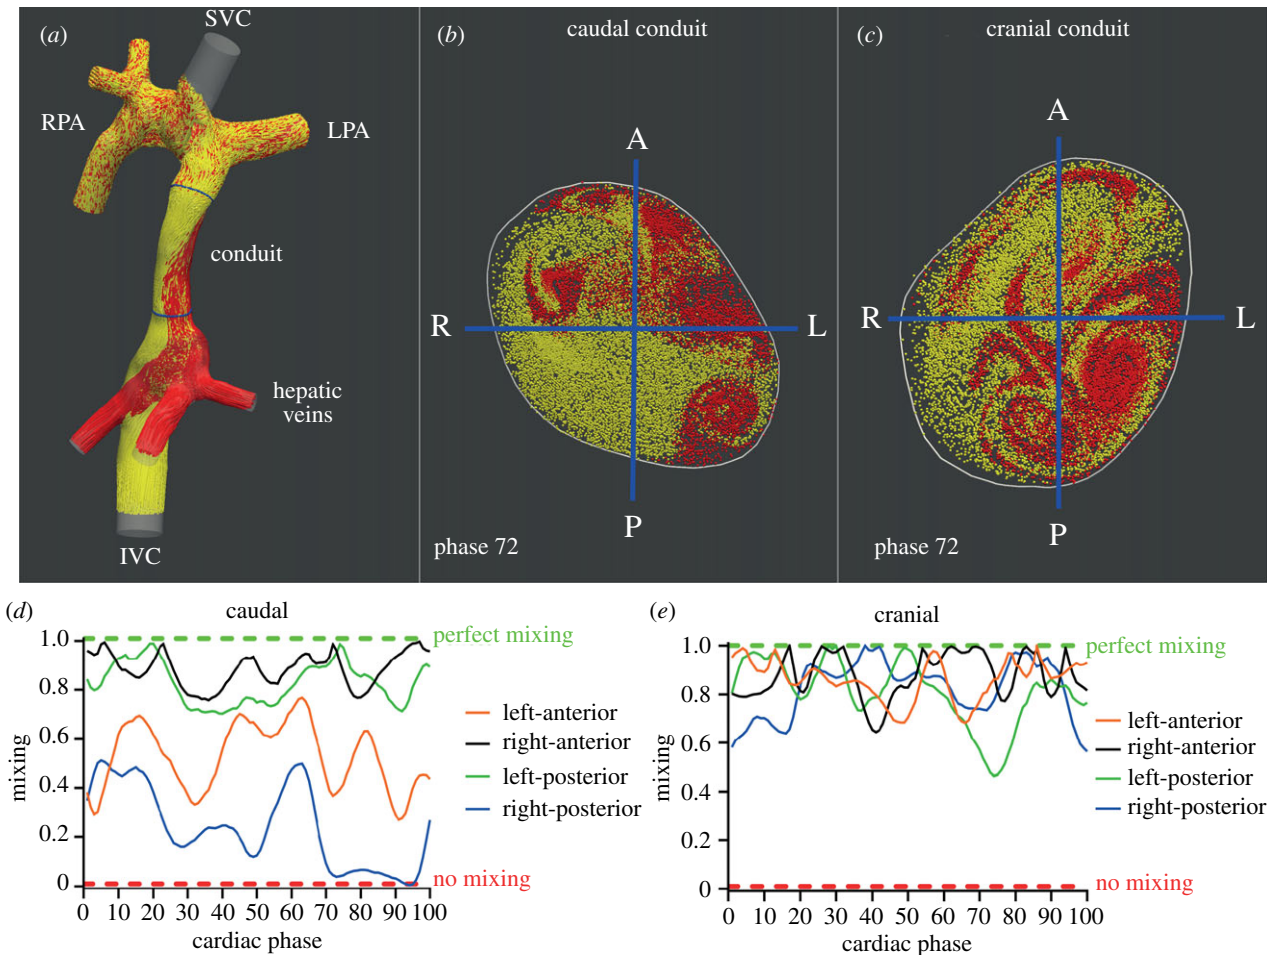 (a)
SVC
RPA
LPA
conduit
hepatic
veins
IVC
(b)
caudal conduit
A
R
L
P
phase 72
(c)
cranial conduit
A
R
L
P
phase 72
(d)
caudal
perfect mixing
1.0
0.8
0.6
0.4
0.2
0
mixing
left-anterior
right-anterior
left-posterior
right-posterior
no mixing
0 10 20 30 40 50 60 70 80 90 100
cardiac phase
(e)
cranial
perfect mixing
1.0
0.8
0.6
0.4
0.2
0
mixing
left-anterior
right-anterior
left-posterior
right-posterior
no mixing
0 10 20 30 40 50 60 70 80 90 100
cardiac phase